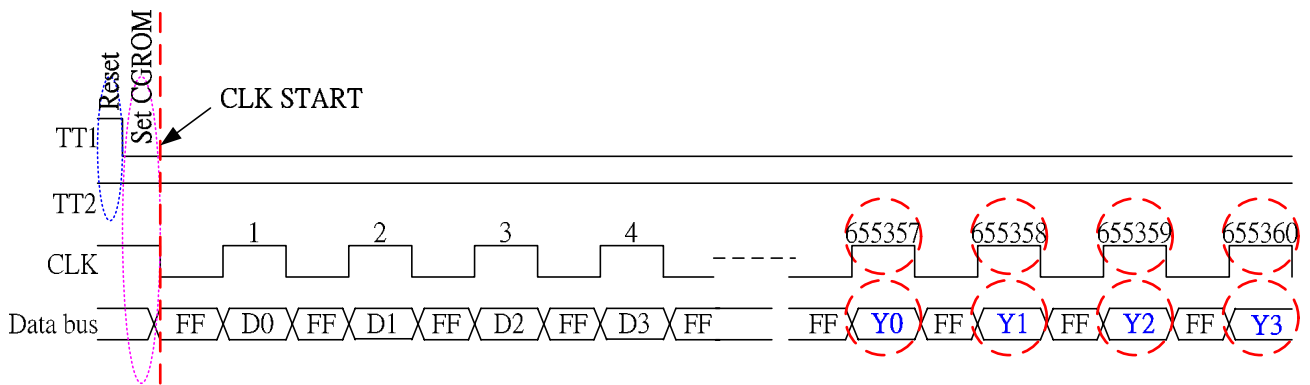 Reset
Set CGROM
CLK START
TT1
TT2
1 2 3 4 655357 655358 655359 655360
CLK
Data bus FF D0 FF D1 FF D2 FF D3 FF FF Y0 FF Y1 FF Y2 FF Y3